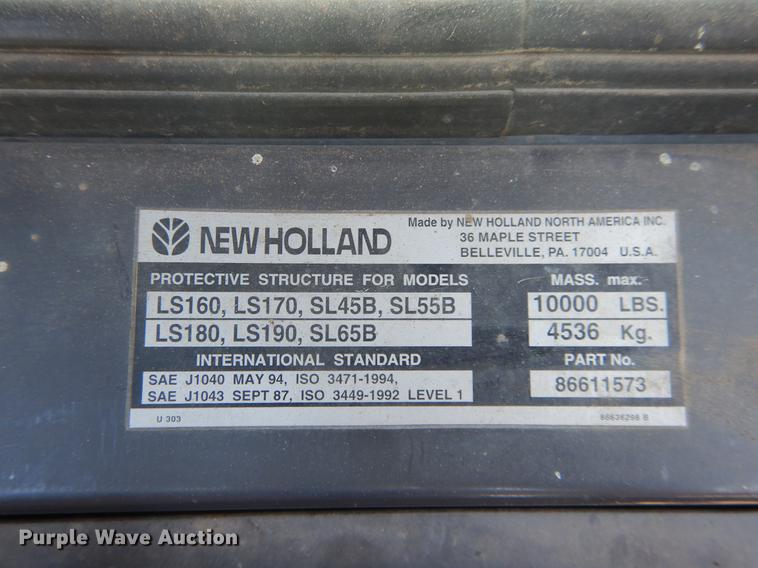 NEW HOLLAND
Made by NEW HOLLAND NORTH AMERICA INC.
36 MAPLE STREET
BELLEVILLE, PA. 17004 U.S.A.
PROTECTIVE STRUCTURE FOR MODELS
LS160, LS170, SL45B, SL55B
LS180, LS190, SL65B
MASS. max.
10000 LBS.
4536 Kg.
INTERNATIONAL STANDARD
SAE J1040 MAY 94, ISO 3471-1994,
SAE J1043 SEPT 87, ISO 3449-1992 LEVEL 1
PART No.
86611573
U 303
86636298 B
Purple Wave Auction